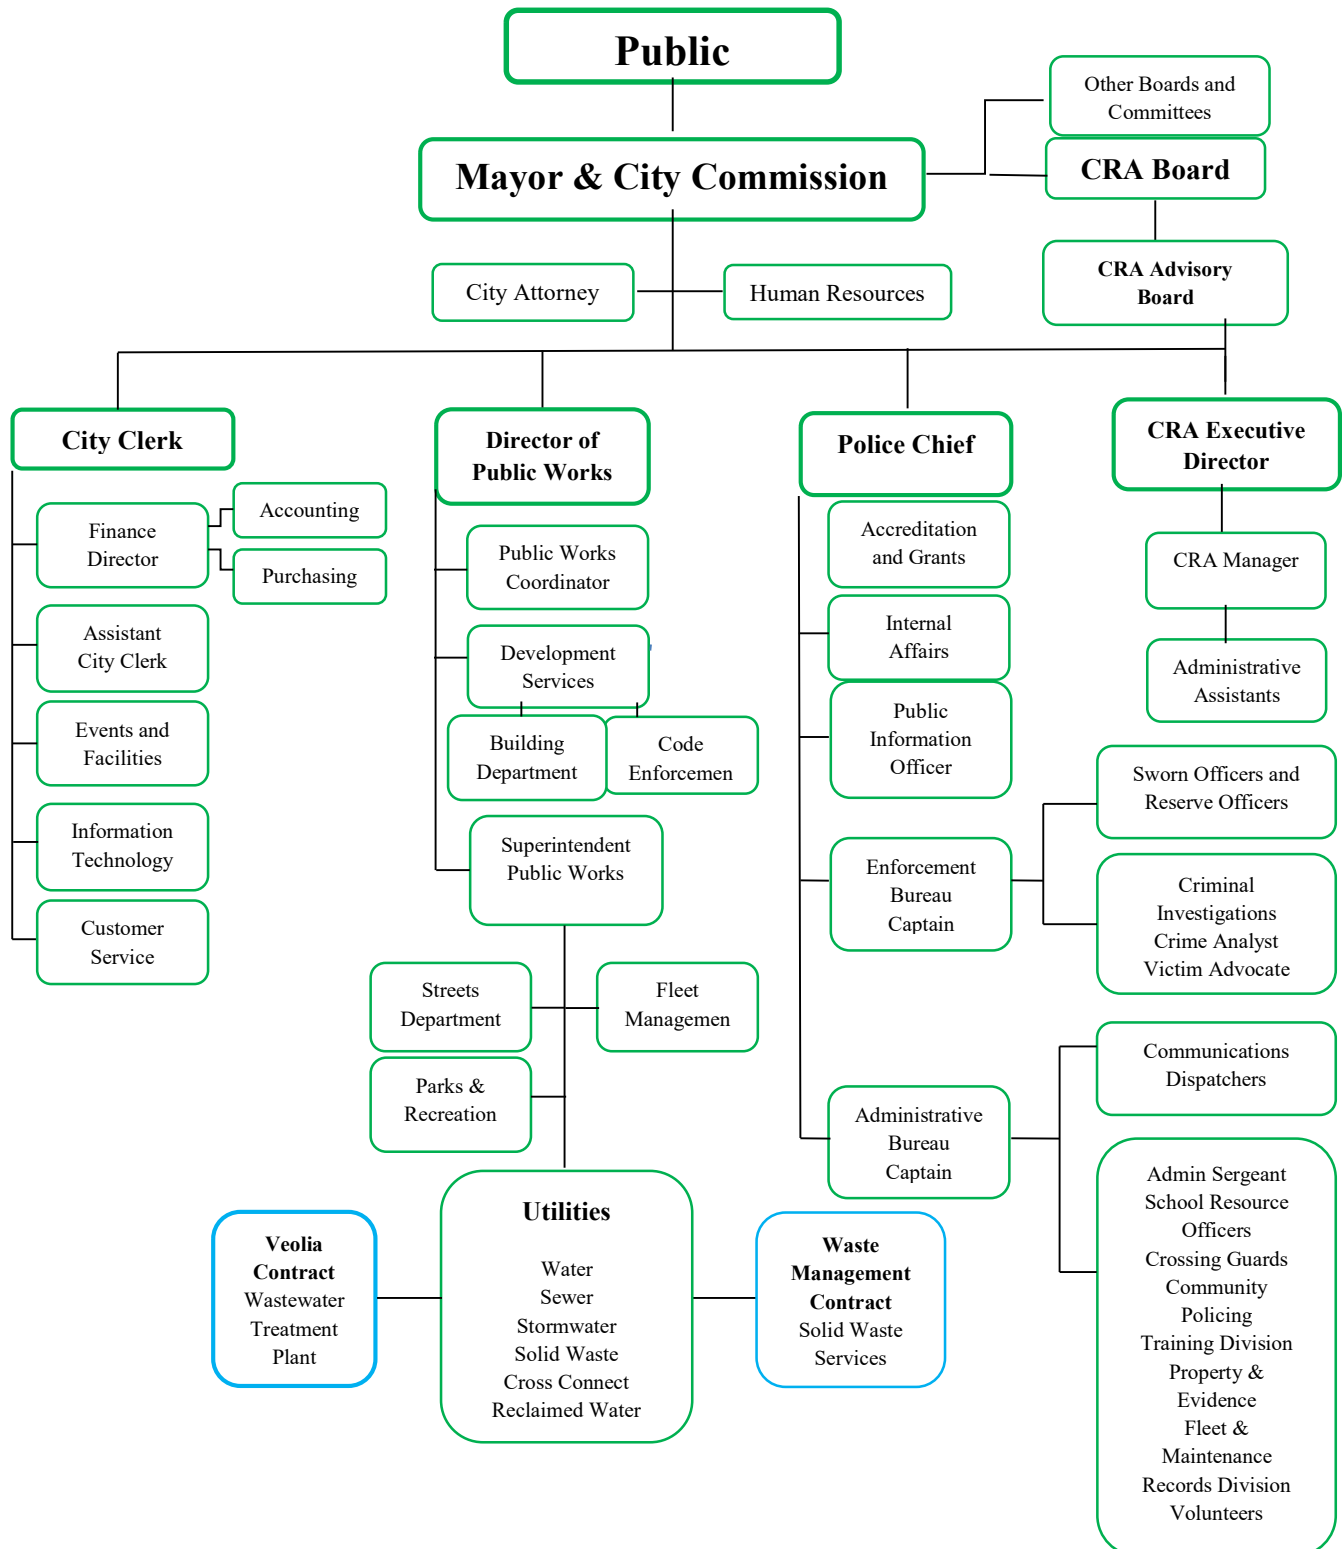 Public
Other Boards and
Committees
Mayor & City Commission
CRA Board
CRA Advisory
Board
City Attorney
Human Resources
City Clerk
Director of
Public Works
Police Chief
CRA Executive
Director
Finance
Director
Accounting
Purchasing
Assistant
City Clerk
Events and
Facilities
Information
Technology
Customer
Service
Public Works
Coordinator
Development
Services
Building
Department
Code
Enforcemen
Superintendent
Public Works
Streets
Department
Fleet
Managemen
Parks &
Recreation
Utilities
Water
Sewer
Stormwater
Solid Waste
Cross Connect
Reclaimed Water
Veolia
Contract
Wastewater
Treatment
Plant
Waste
Management
Contract
Solid Waste
Services
Accreditation
and Grants
Internal
Affairs
Public
Information
Officer
Enforcement
Bureau
Captain
Sworn Officers and
Reserve Officers
Criminal
Investigations
Crime Analyst
Victim Advocate
Administrative
Bureau
Captain
Communications
Dispatchers
Admin Sergeant
School Resource
Officers
Crossing Guards
Community
Policing
Training Division
Property &
Evidence
Fleet &
Maintenance
Records Division
Volunteers
CRA Manager
Administrative
Assistants